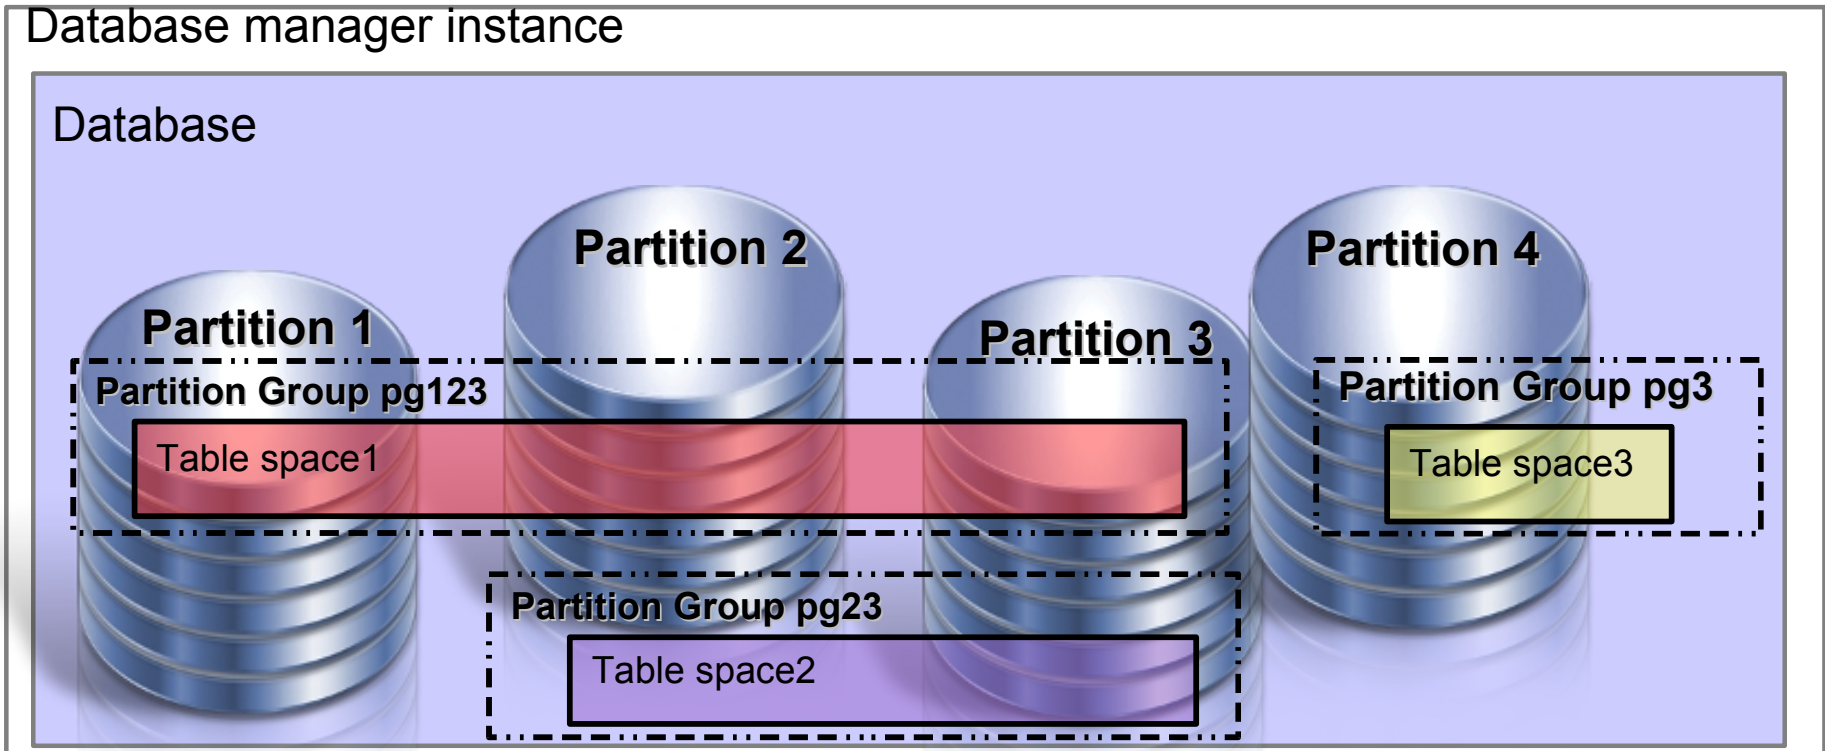 Database manager instance
Database
Partition 2
Partition 4
Partition 1
Partition 3
Partition Group pg123
Partition Group pg3
Table space1
Table space3
Partition Group pg23
Table space2